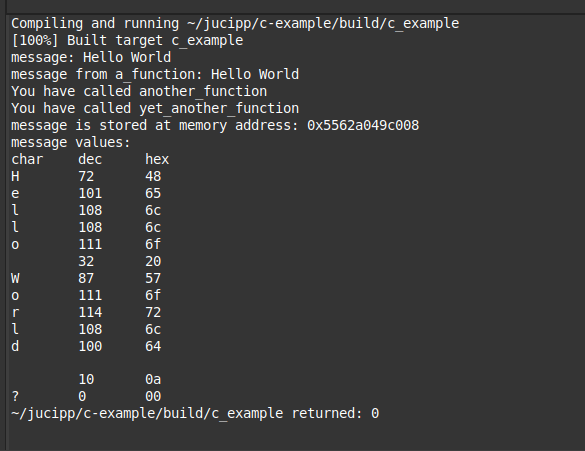 Compiling and running ~/jucipp/c-example/build/c_example
[100%] Built target c_example
message: Hello World
message from a_function: Hello World
You have called another_function
You have called yet_another_function
message is stored at memory address: 0x5562a049c008
message values:
char    dec     hex
H       72      48
e       101     65
l       108     6c
l       108     6c
o       111     6f
        32      20
W       87      57
o       111     6f
r       114     72
l       108     6c
d       100     64

        10      0a
?       0       00
~/jucipp/c-example/build/c_example returned: 0